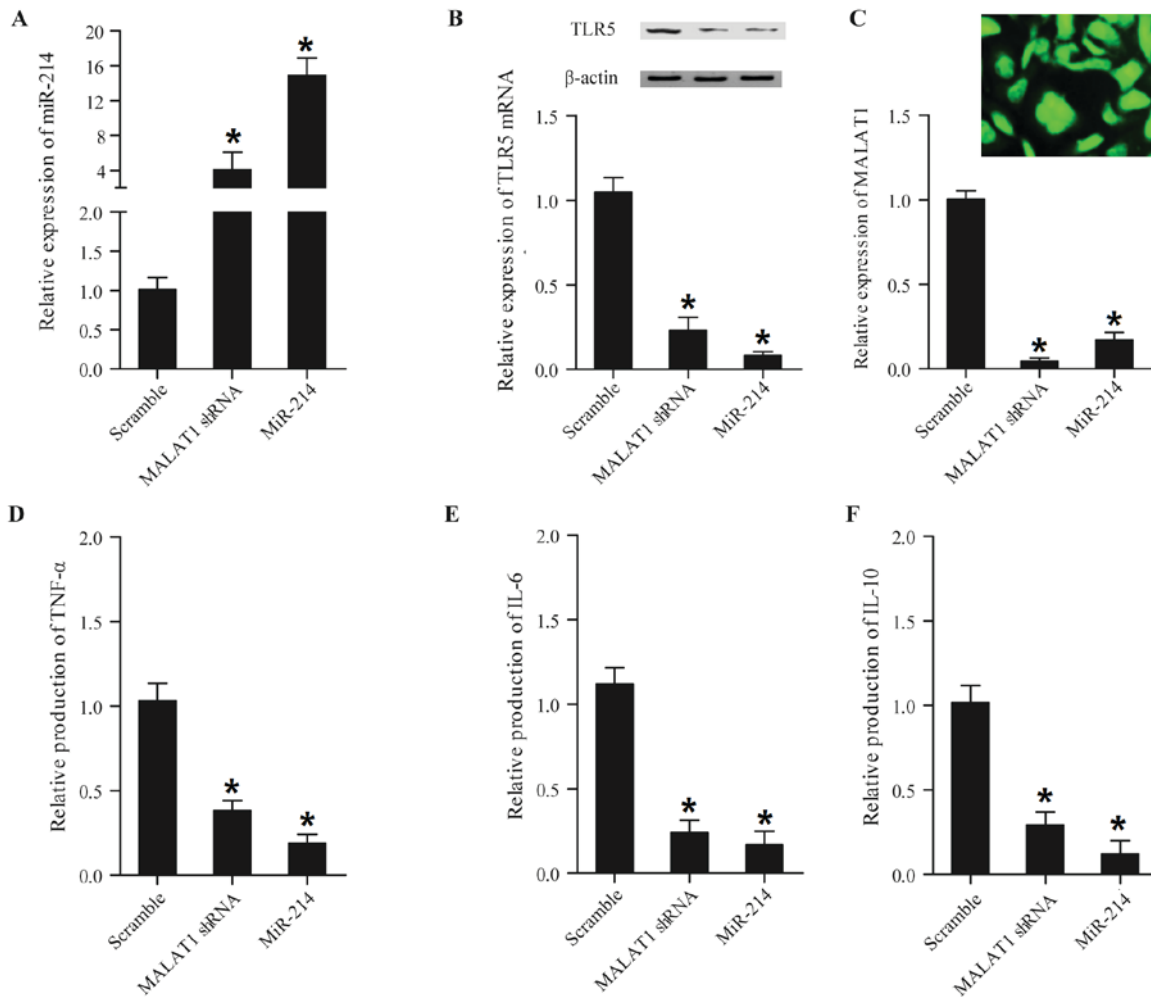 A
Relative expression of miR-214
20
16
12
8
4
2.0
1.5
1.0
0.5
0.0
*
*
Scramble
MALAT1 shRNA
MiR-214
B
TLR5
β-actin
Relative expression of TLR5 mRNA
1.5
1.0
0.5
0.0
*
*
Scramble
MALAT1 shRNA
MiR-214
C
Relative expression of MALAT1
1.5
1.0
0.5
0.0
*
*
Scramble
MALAT1 shRNA
MiR-214
D
Relative production of TNF-α
2.0
1.5
1.0
0.5
0.0
*
*
Scramble
MALAT1 shRNA
MiR-214
E
Relative production of IL-6
2.0
1.5
1.0
0.5
0.0
*
*
Scramble
MALAT1 shRNA
MiR-214
F
Relative production of IL-10
2.0
1.5
1.0
0.5
0.0
*
*
Scramble
MALAT1 shRNA
MiR-214